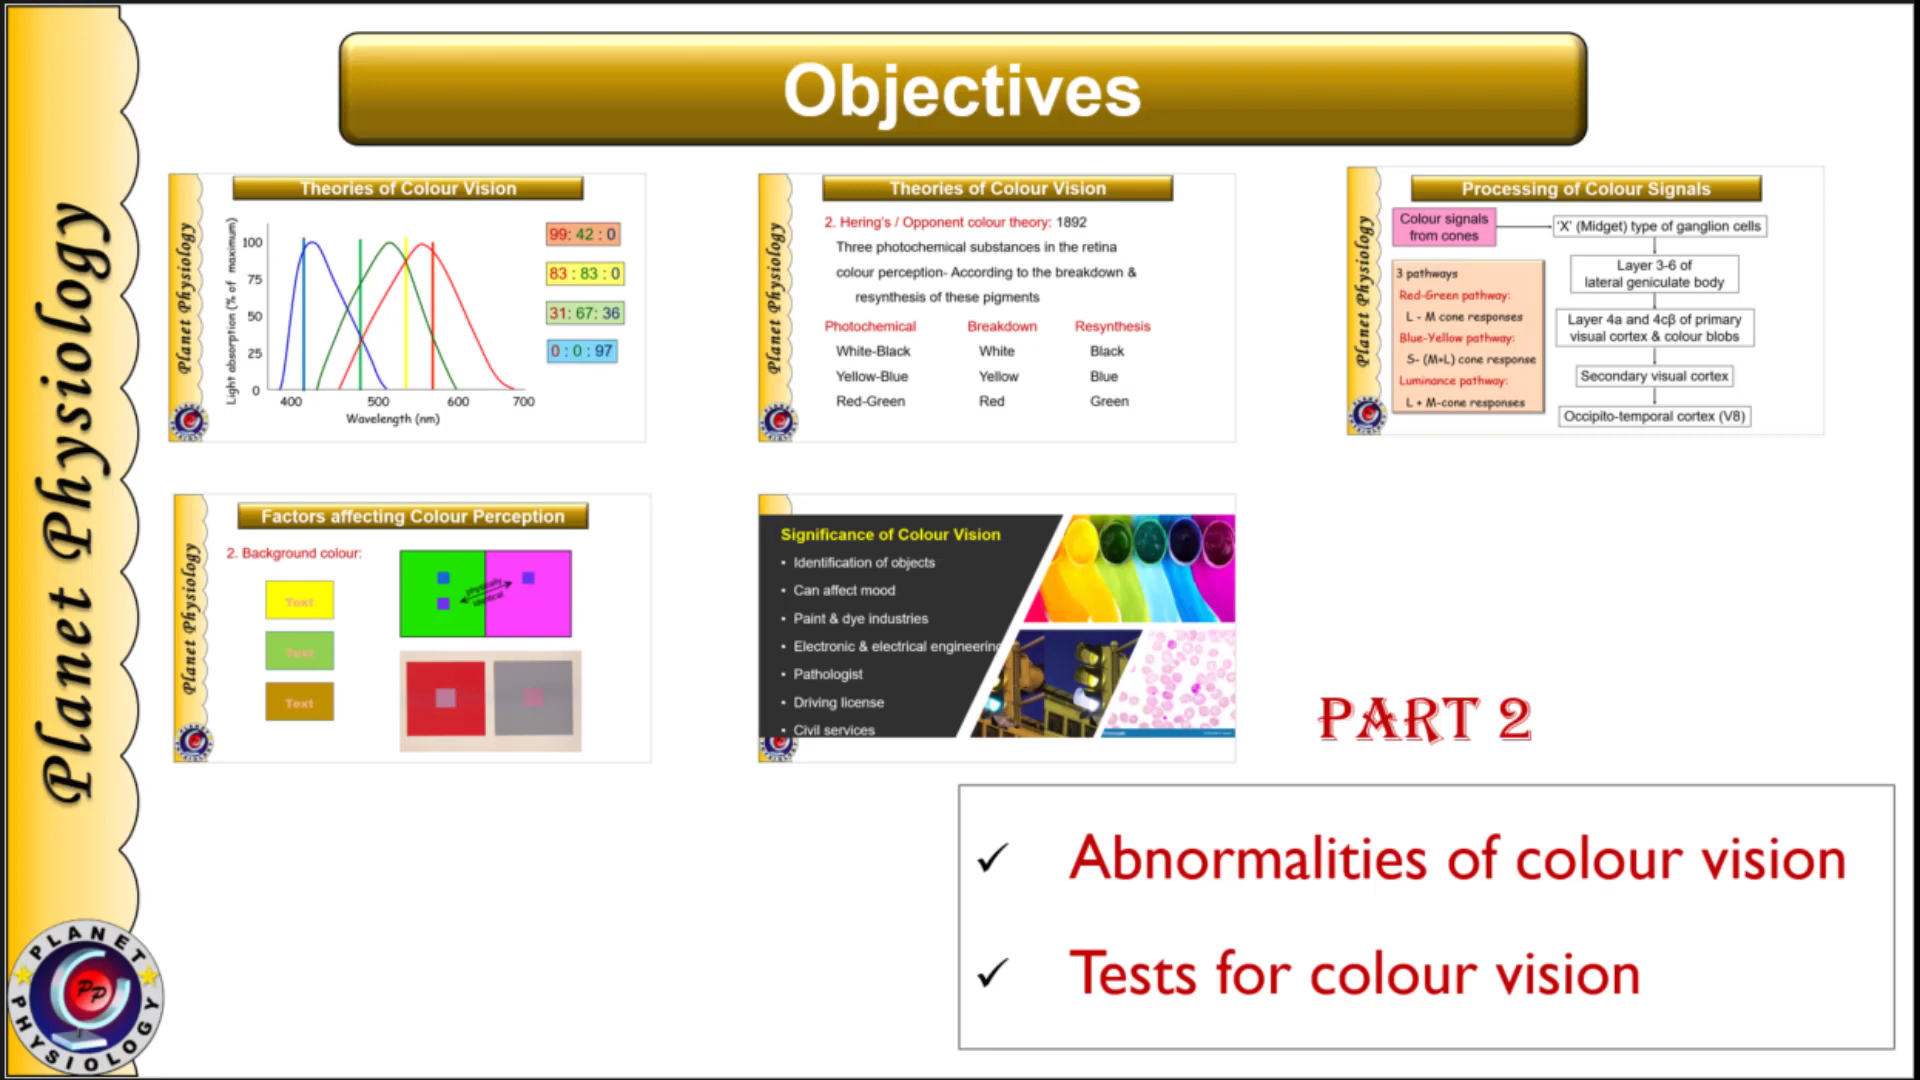 Objectives
Planet Physiology
Theories of Colour Vision
Planet Physiology
Light absorption (% of maximum)
100
75
50
25
0
400
500
600
700
Wavelength (nm)
99: 42 : 0
83 : 83 : 0
31: 67: 36
0 : 0 : 97
Theories of Colour Vision
Planet Physiology
2. Hering's / Opponent colour theory: 1892
Three photochemical substances in the retina
colour perception- According to the breakdown &
resynthesis of these pigments
Photochemical Breakdown Resynthesis
White-Black White Black
Yellow-Blue Yellow Blue
Red-Green Red Green
Processing of Colour Signals
Planet Physiology
Colour signals
from cones
'X' (Midget) type of ganglion cells
Layer 3-6 of
lateral geniculate body
Layer 4a and 4cβ of primary
visual cortex & colour blobs
Secondary visual cortex
Occipito-temporal cortex (V8)
3 pathways
Red-Green pathway:
L - M cone responses
Blue-Yellow pathway:
S- (M+L) cone response
Luminance pathway:
L + M-cone responses
Factors affecting Colour Perception
Planet Physiology
2. Background colour:
Text
Text
Text
physically
identical
Significance of Colour Vision
• Identification of objects
• Can affect mood
• Paint & dye industries
• Electronic & electrical engineering
• Pathologist
• Driving license
• Civil services
PART 2
✓ Abnormalities of colour vision
✓ Tests for colour vision
PLANET
PP
PHYSIOLOGY